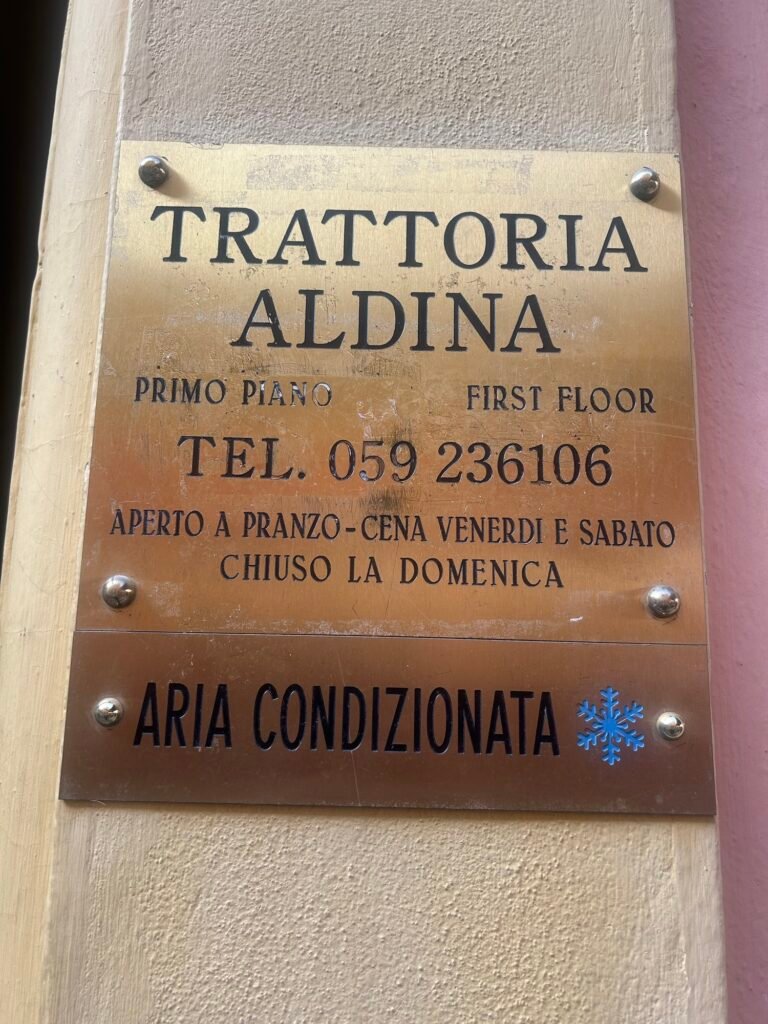 TRATTORIA
ALDINA
PRIMO PIANO FIRST FLOOR
TEL. 059 236106
APERTO A PRANZO-CENA VENERDI E SABATO
CHIUSO LA DOMENICA
ARIA CONDIZIONATA